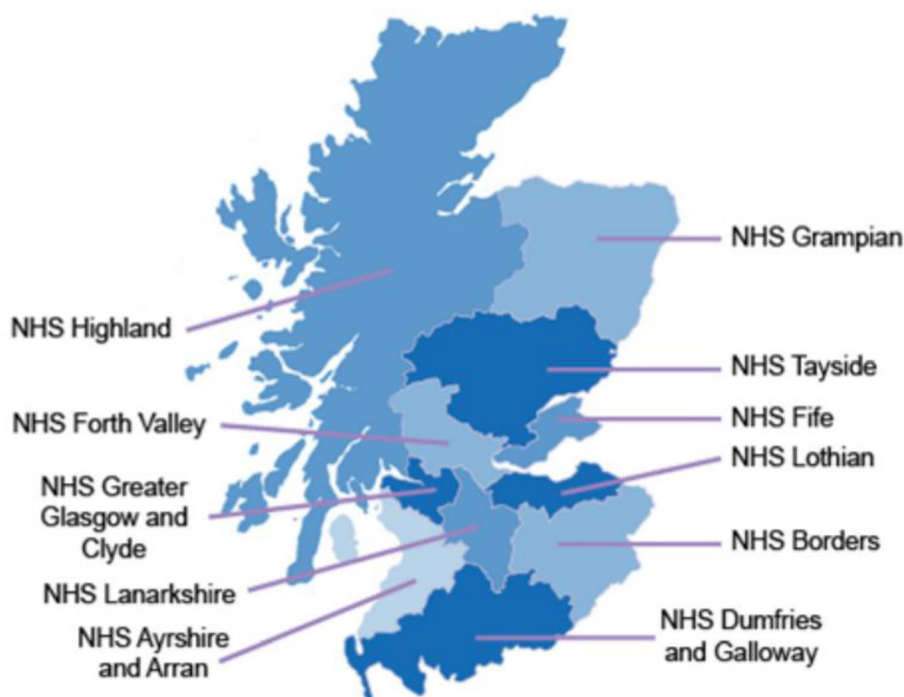 NHS Grampian
NHS Highland
NHS Tayside
NHS Forth Valley
NHS Fife
NHS Lothian
NHS Greater
Glasgow and
Clyde
NHS Borders
NHS Lanarkshire
NHS Ayrshire
and Arran
NHS Dumfries
and Galloway